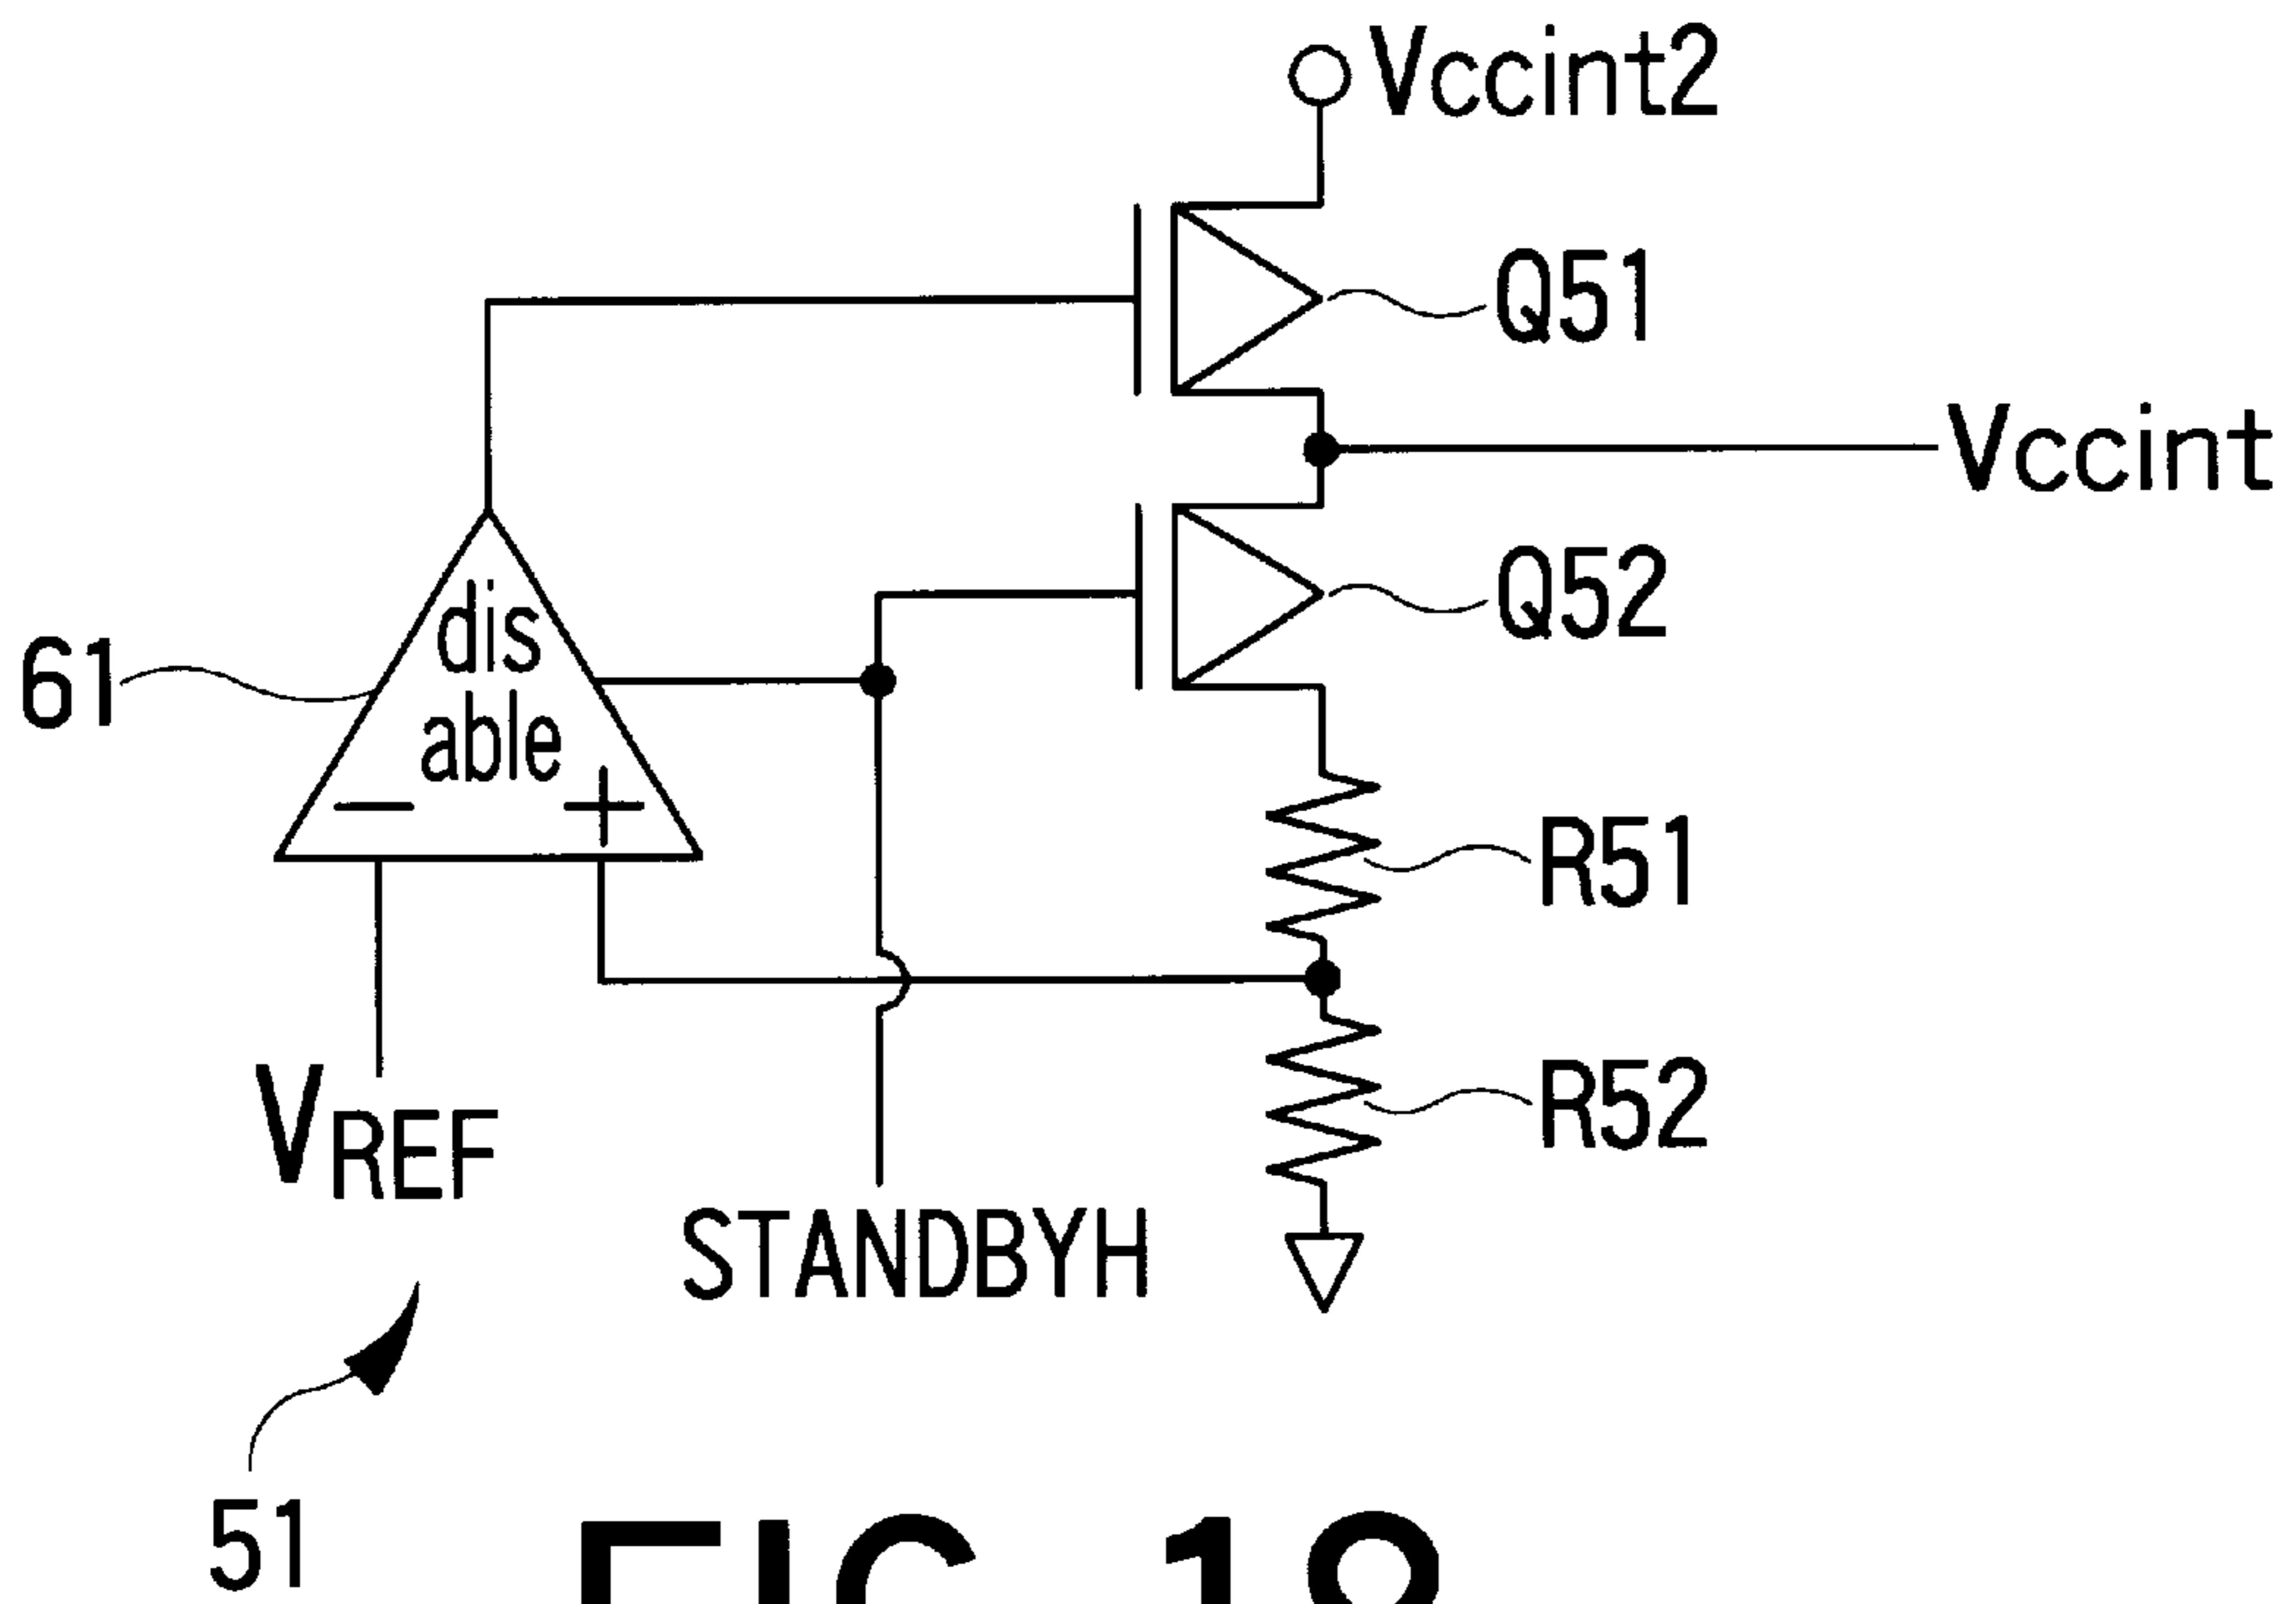 Vccint2
Q51
Vccint
Q52
61
dis
able
− +
R51
R52
VREF
STANDBYH
51